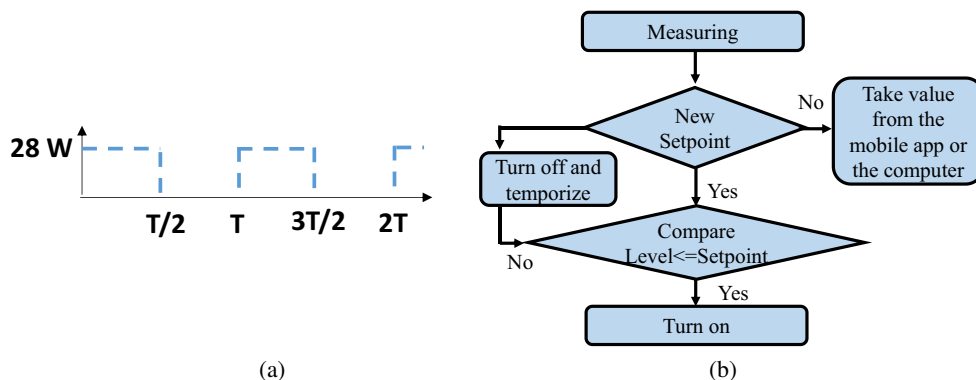 28 W
T/2
T
3T/2
2T
(a)
Measuring
New
Setpoint
No
Take value
from the
mobile app or
the computer
Turn off and
temporize
Yes
Compare
Level<=Setpoint
No
Yes
Turn on
(b)